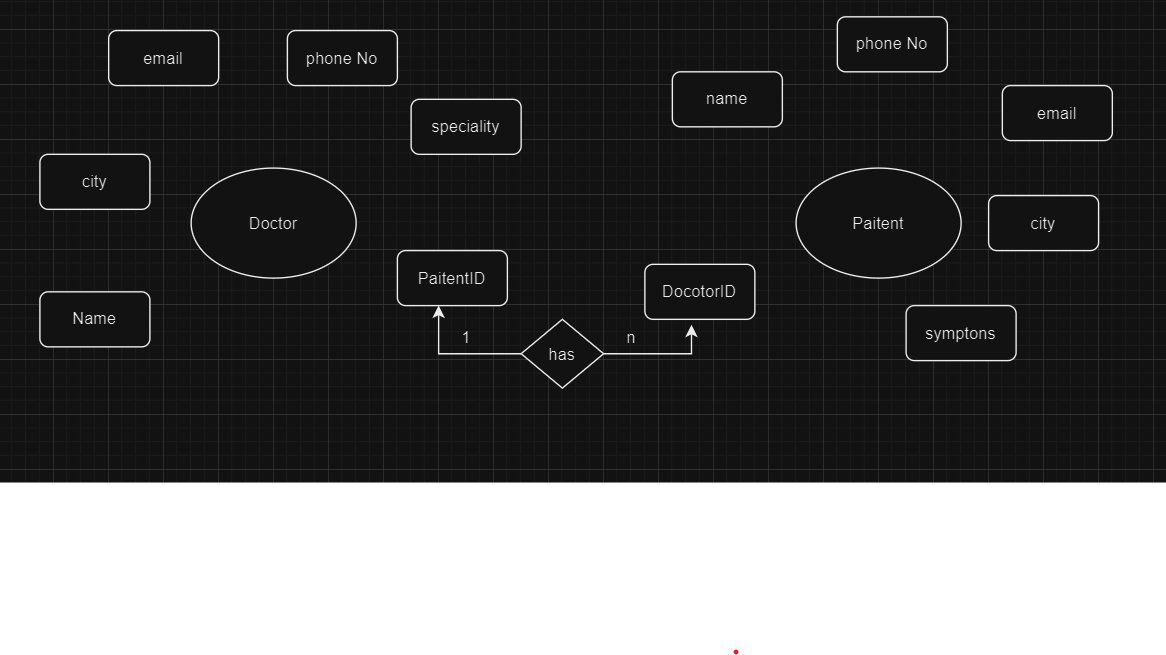 email
phone No
speciality
city
Doctor
Name
PaitentID
phone No
name
email
Paitent
city
DocotorID
symptons
1
has
n